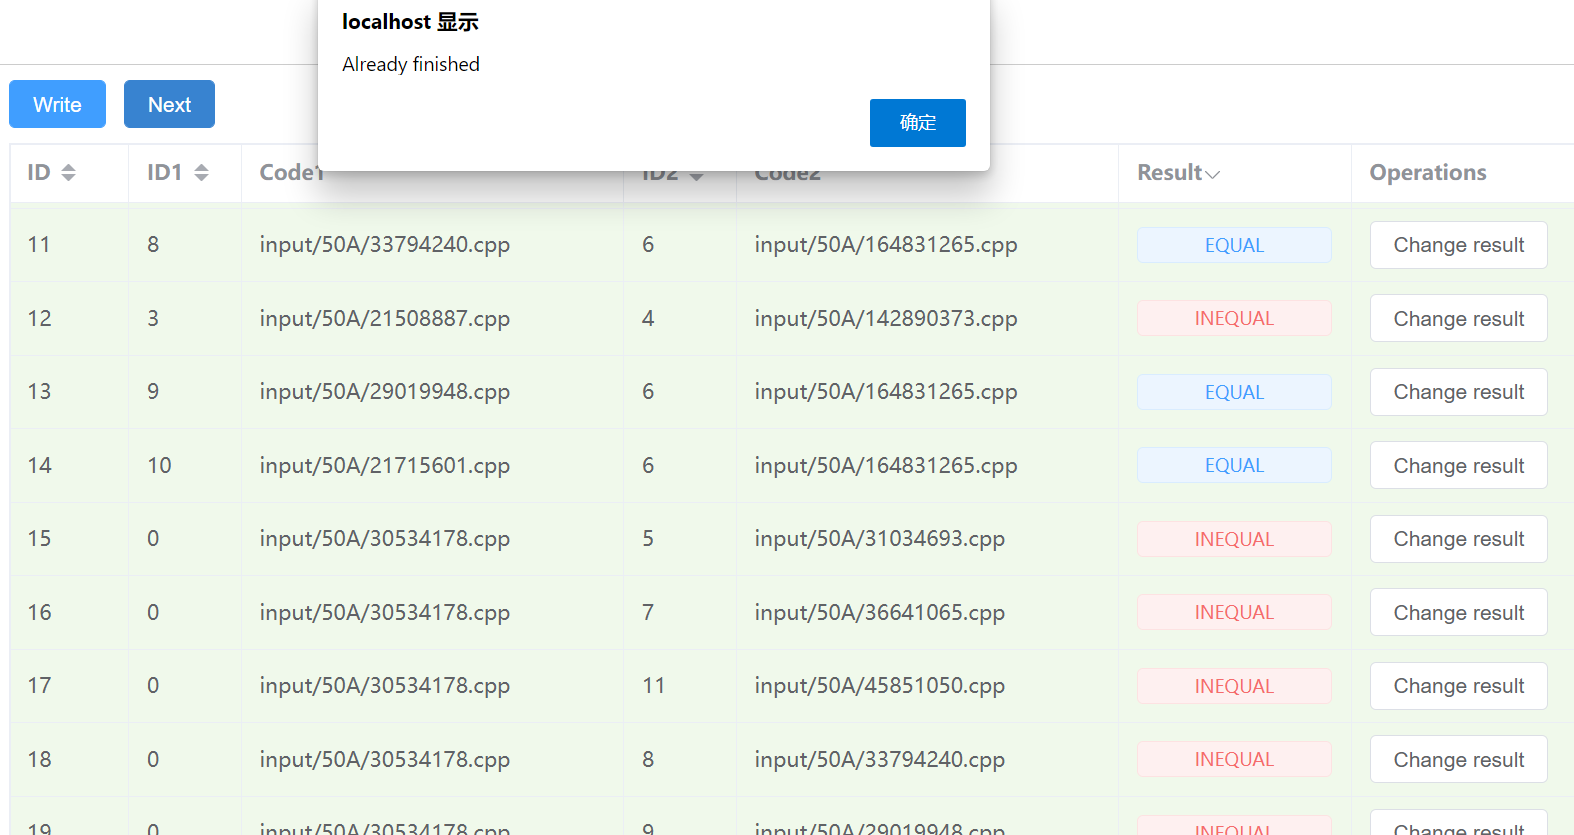 localhost 显示
Already finished
确定
Write Next
ID ID1 Code1 ID2 Code2 Result Operations
11 8 input/50A/33794240.cpp 6 input/50A/164831265.cpp EQUAL Change result
12 3 input/50A/21508887.cpp 4 input/50A/142890373.cpp INEQUAL Change result
13 9 input/50A/29019948.cpp 6 input/50A/164831265.cpp EQUAL Change result
14 10 input/50A/21715601.cpp 6 input/50A/164831265.cpp EQUAL Change result
15 0 input/50A/30534178.cpp 5 input/50A/31034693.cpp INEQUAL Change result
16 0 input/50A/30534178.cpp 7 input/50A/36641065.cpp INEQUAL Change result
17 0 input/50A/30534178.cpp 11 input/50A/45851050.cpp INEQUAL Change result
18 0 input/50A/30534178.cpp 8 input/50A/33794240.cpp INEQUAL Change result
19 0 input/50A/30534178.cpp 9 input/50A/29019948.cpp INEQUAL Change result